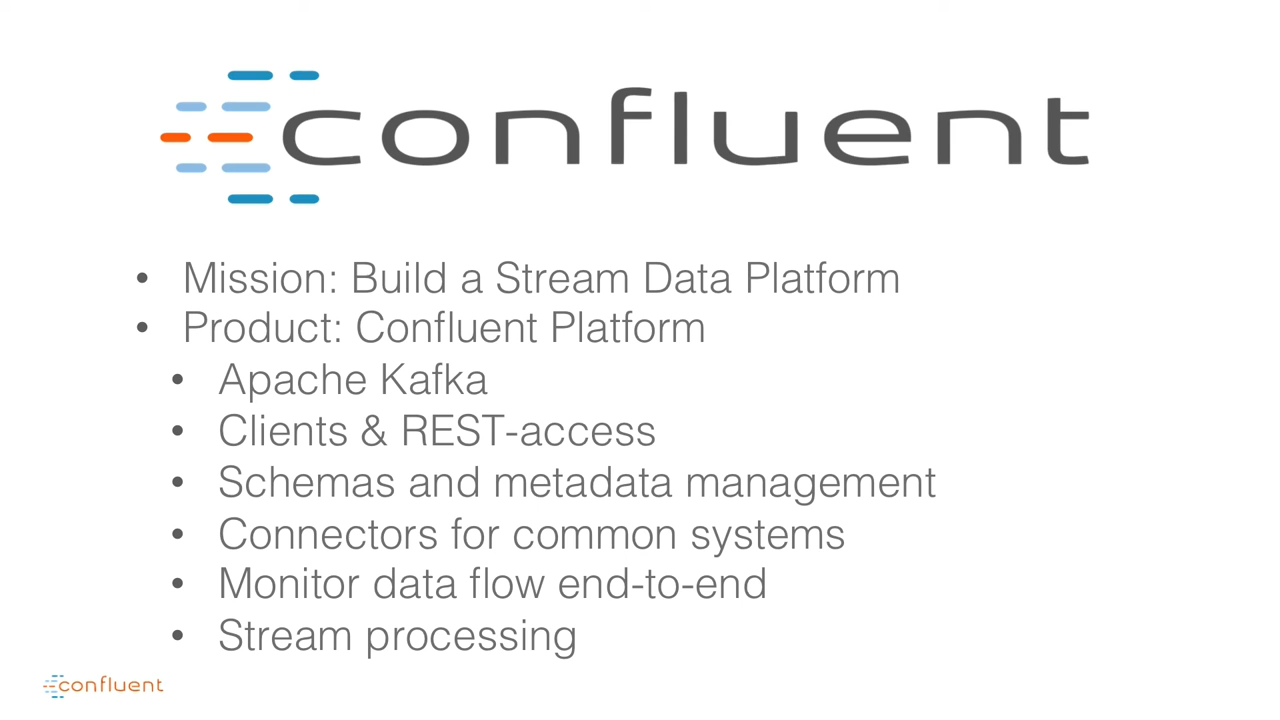 confluent
• Mission: Build a Stream Data Platform
• Product: Confluent Platform
• Apache Kafka
• Clients & REST-access
• Schemas and metadata management
• Connectors for common systems
• Monitor data flow end-to-end
• Stream processing
confluent